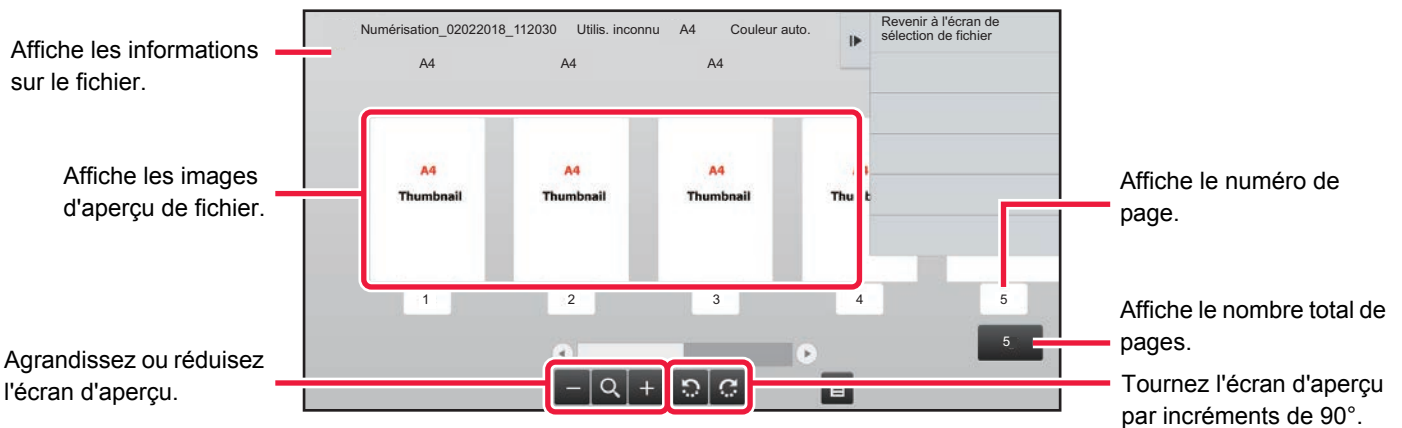 Affiche les informations
sur le fichier.
Affiche les images
d'aperçu de fichier.
Agrandissez ou réduisez
l'écran d'aperçu.
Numérisation_02022018_112030 Utilis. inconnu A4 Couleur auto.
Revenir à l'écran de
sélection de fichier
A4 A4 A4
A4 A4 A4
Thumbnail Thumbnail Thumbnail
1 2 3 4 5
5
Affiche le numéro de
page.
Affiche le nombre total de
pages.
Tournez l'écran d'aperçu
par incréments de 90°.